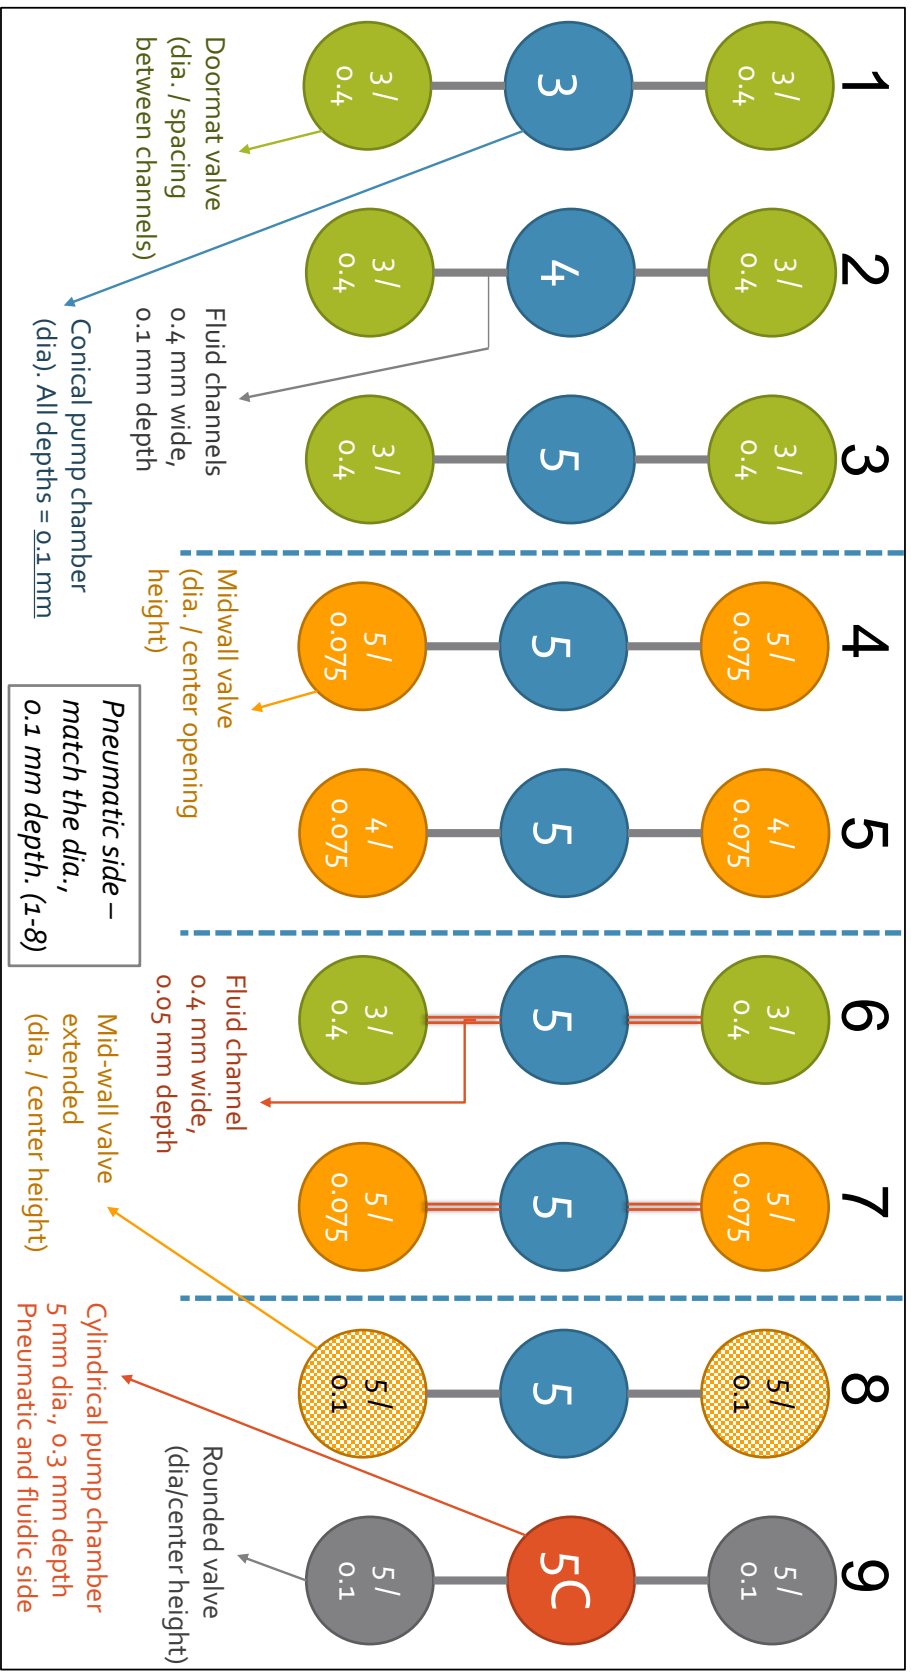 1
2
3
4
5
6
7
8
9
3 /
0.4
3 /
0.4
3 /
0.4
5 /
0.075
4 /
0.075
3 /
0.4
5 /
0.075
5 /
0.1
5 /
0.1
3
4
5
5
5
5
5
5
5C
3 /
0.4
3 /
0.4
3 /
0.4
5 /
0.075
4 /
0.075
3 /
0.4
5 /
0.075
5 /
0.1
5 /
0.1
Doormat valve
(dia. / spacing
between channels)
Fluid channels
0.4 mm wide,
0.1 mm depth
Conical pump chamber
(dia). All depths = 0.1 mm
Midwall valve
(dia. / center opening
height)
Pneumatic side –
match the dia.,
0.1 mm depth. (1-8)
Fluid channel
0.4 mm wide,
0.05 mm depth
Mid-wall valve
extended
(dia. / center height)
Rounded valve
(dia/center height)
Cylindrical pump chamber
5 mm dia., 0.3 mm depth
Pneumatic and fluidic side